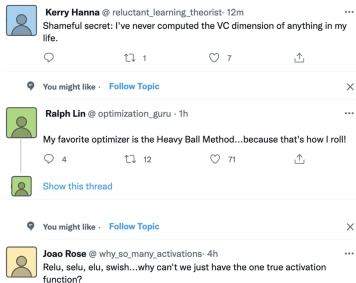 Kerry Hanna @ reluctant_learning_theorist· 12m
Shameful secret: I've never computed the VC dimension of anything in my
life.
1 7
You might like · Follow Topic
Ralph Lin @ optimization_guru · 1h
My favorite optimizer is the Heavy Ball Method...because that's how I roll!
4 12 71
Show this thread
You might like · Follow Topic
Joao Rose @ why_so_many_activations· 4h
Relu, selu, elu, swish...why can't we just have the one true activation
function?